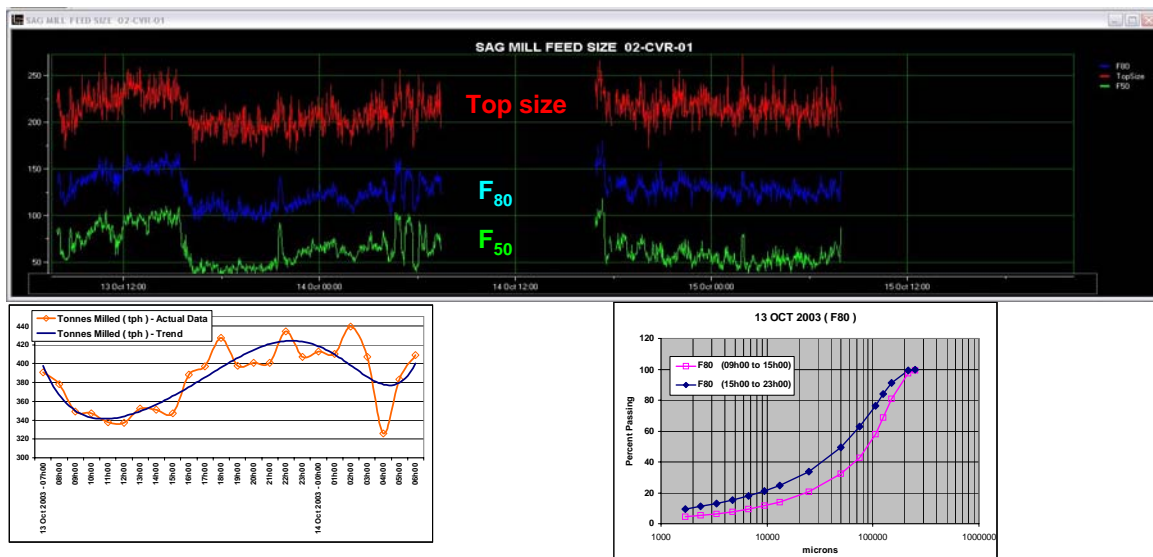 SAG MILL FEED SIZE 02-CVR-01
SAG MILL FEED SIZE 02-CVR-01
F80
TopSize
F50
250
200
150
100
50
Top size
F80
F50
13 Oct 12:00
14 Oct 00:00
14 Oct 12:00
15 Oct 00:00
15 Oct 12:00
Tonnes Milled ( tph ) - Actual Data
Tonnes Milled ( tph ) - Trend
440
420
400
380
360
340
320
300
13 Oct 2003 - 07h00
08h00
09h00
10h00
11h00
12h00
13h00
14h00
15h00
16h00
17h00
18h00
19h00
20h00
21h00
22h00
23h00
14 Oct 2003 - 00h00
01h00
02h00
03h00
04h00
05h00
06h00
13 OCT 2003 ( F80 )
F80 (09h00 to 15h00)
F80 (15h00 to 23h00)
Percent Passing
120
100
80
60
40
20
0
1000
10000
100000
1000000
microns